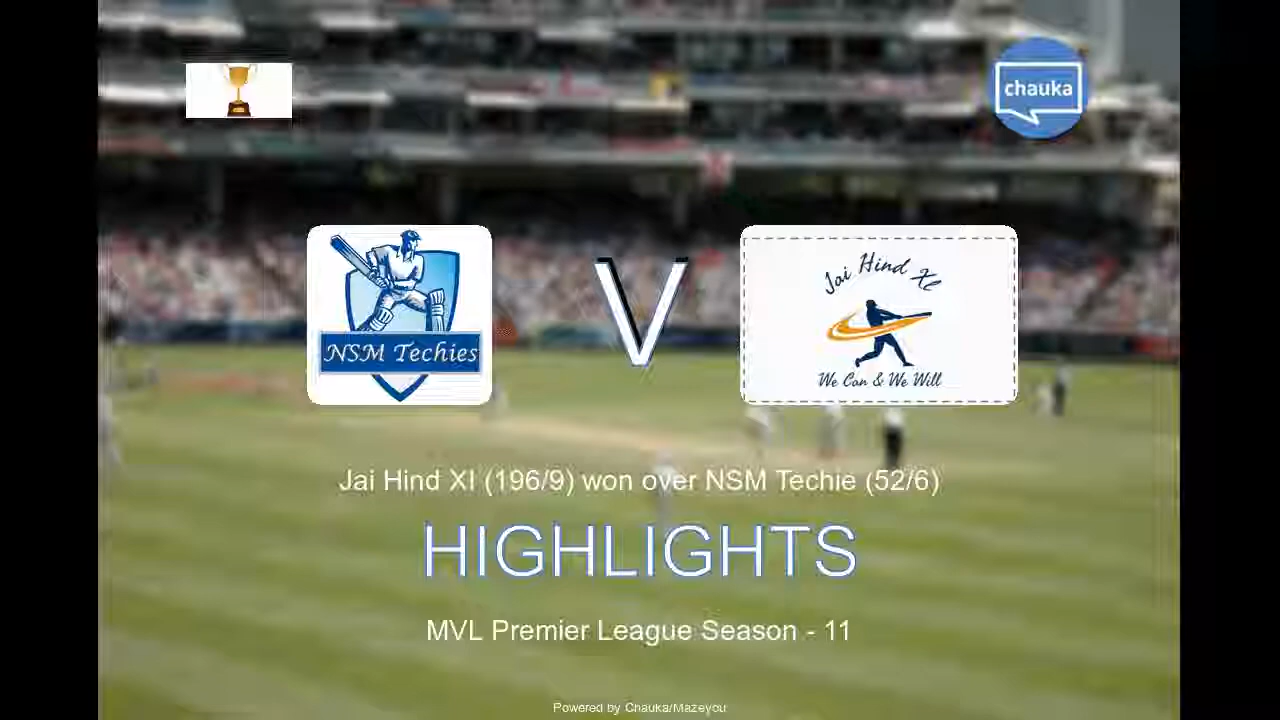 chauka
NSM Techies
V
Jai Hind XI
We Can & We Will
Jai Hind XI (196/9) won over NSM Techie (52/6)
HIGHLIGHTS
MVL Premier League Season - 11
Powered by Chauka/Mazeyou